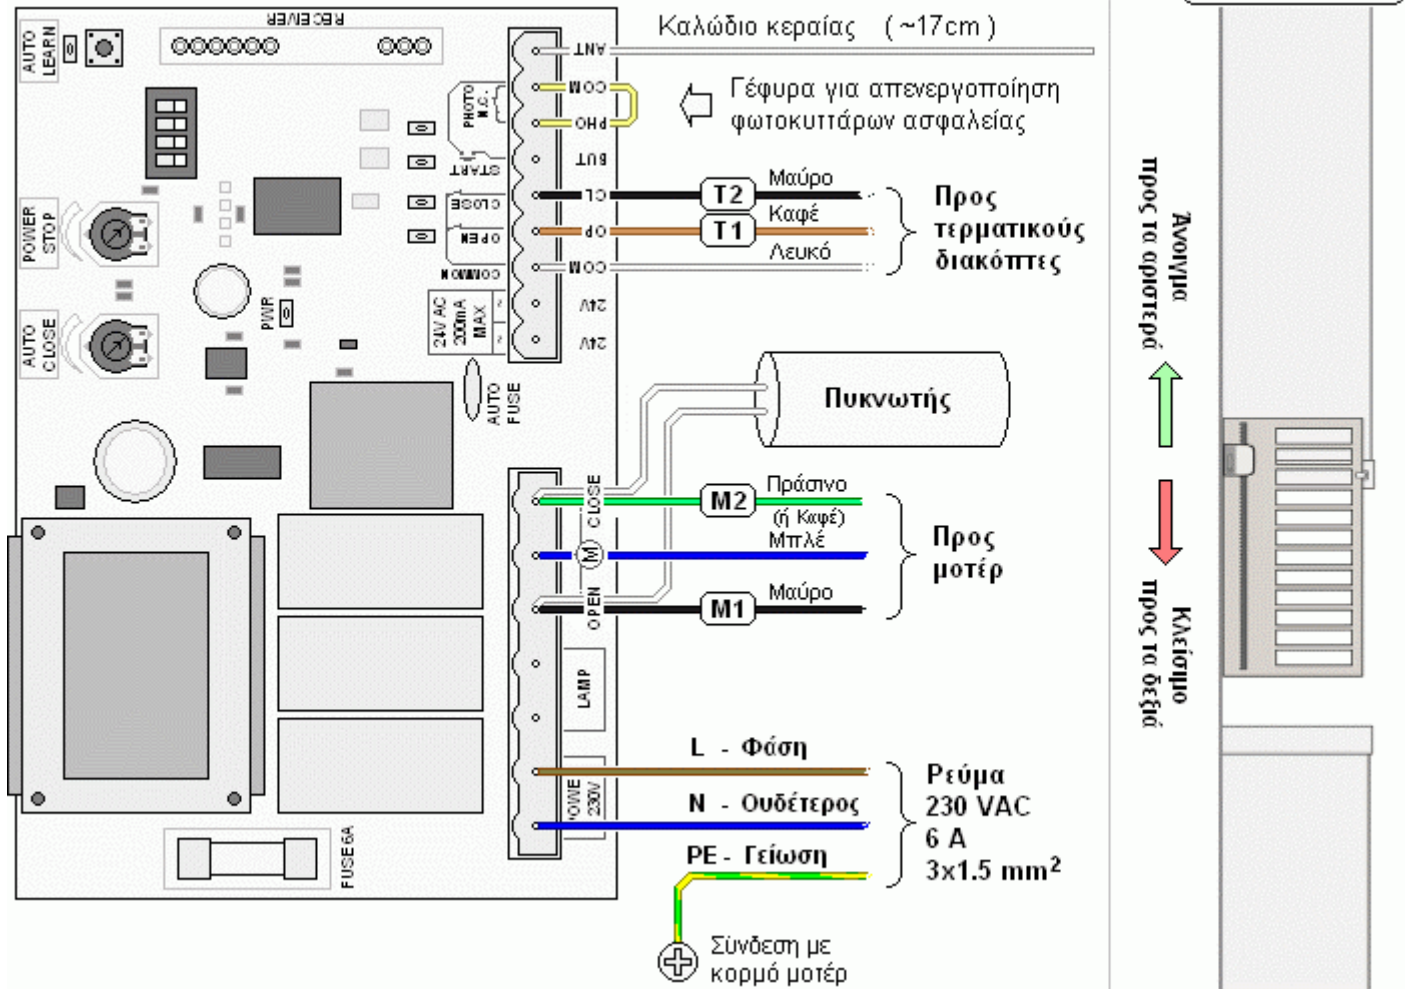 RECEIVER
AUTO
LEARN
ANT
Καλώδιο κεραίας   ( ~17cm )
PHOTO
N.C.
COM
PHO
Γέφυρα για απενεργοποίηση
φωτοκυττάρων ασφαλείας
BUT
START
CL
CLOSE
T2
Μαύρο
OP
OPEN
T1
Καφέ
COM
COMMON
Λευκό
Προς
τερματικούς
διακόπτες
POWER
STOP
24V AC
200mA
MAX
~
~
24V
24V
PWR
AUTO
CLOSE
AUTO
FUSE
Πυκνωτής
CLOSE
M2
Πράσινο
(ή Καφέ)
M
Μπλέ
OPEN
M1
Μαύρο
Προς
μοτέρ
LAMP
L - Φάση
N - Ουδέτερος
PE - Γείωση
OWE
230V
Ρεύμα
230 VAC
6 A
3x1.5 mm²
FUSE 6A
Σύνδεση με
κορμό μοτέρ
Άνοιγμα
προς τα αριστερά
Κλείσιμο
προς τα δεξιά